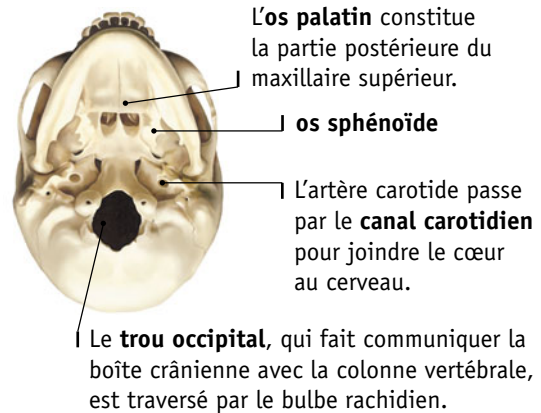 L'os palatin constitue
la partie postérieure du
maxillaire supérieur.
os sphénoïde
L'artère carotide passe
par le canal carotidien
pour joindre le cœur
au cerveau.
Le trou occipital, qui fait communiquer la
boîte crânienne avec la colonne vertébrale,
est traversé par le bulbe rachidien.